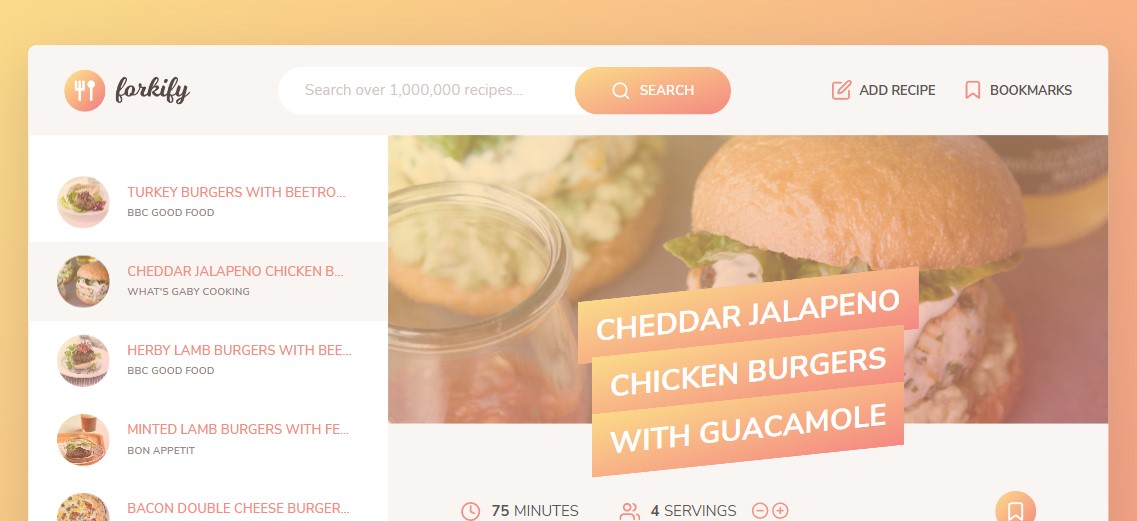 forkify
Search over 1,000,000 recipes...
SEARCH
ADD RECIPE
BOOKMARKS
TURKEY BURGERS WITH BEETRO...
BBC GOOD FOOD
CHEDDAR JALAPENO CHICKEN B...
WHAT'S GABY COOKING
HERBY LAMB BURGERS WITH BEE...
BBC GOOD FOOD
MINTED LAMB BURGERS WITH FE...
BON APPETIT
BACON DOUBLE CHEESE BURGER...
CHEDDAR JALAPENO
CHICKEN BURGERS
WITH GUACAMOLE
75 MINUTES
4 SERVINGS